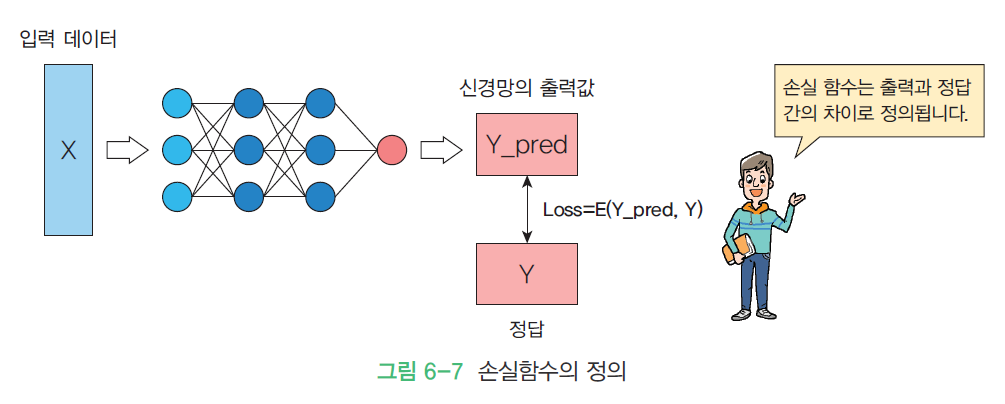 입력 데이터
X
신경망의 출력값
Y_pred
Loss=E(Y_pred, Y)
Y
정답
손실 함수는 출력과 정답
간의 차이로 정의됩니다.
그림 6-7 손실함수의 정의